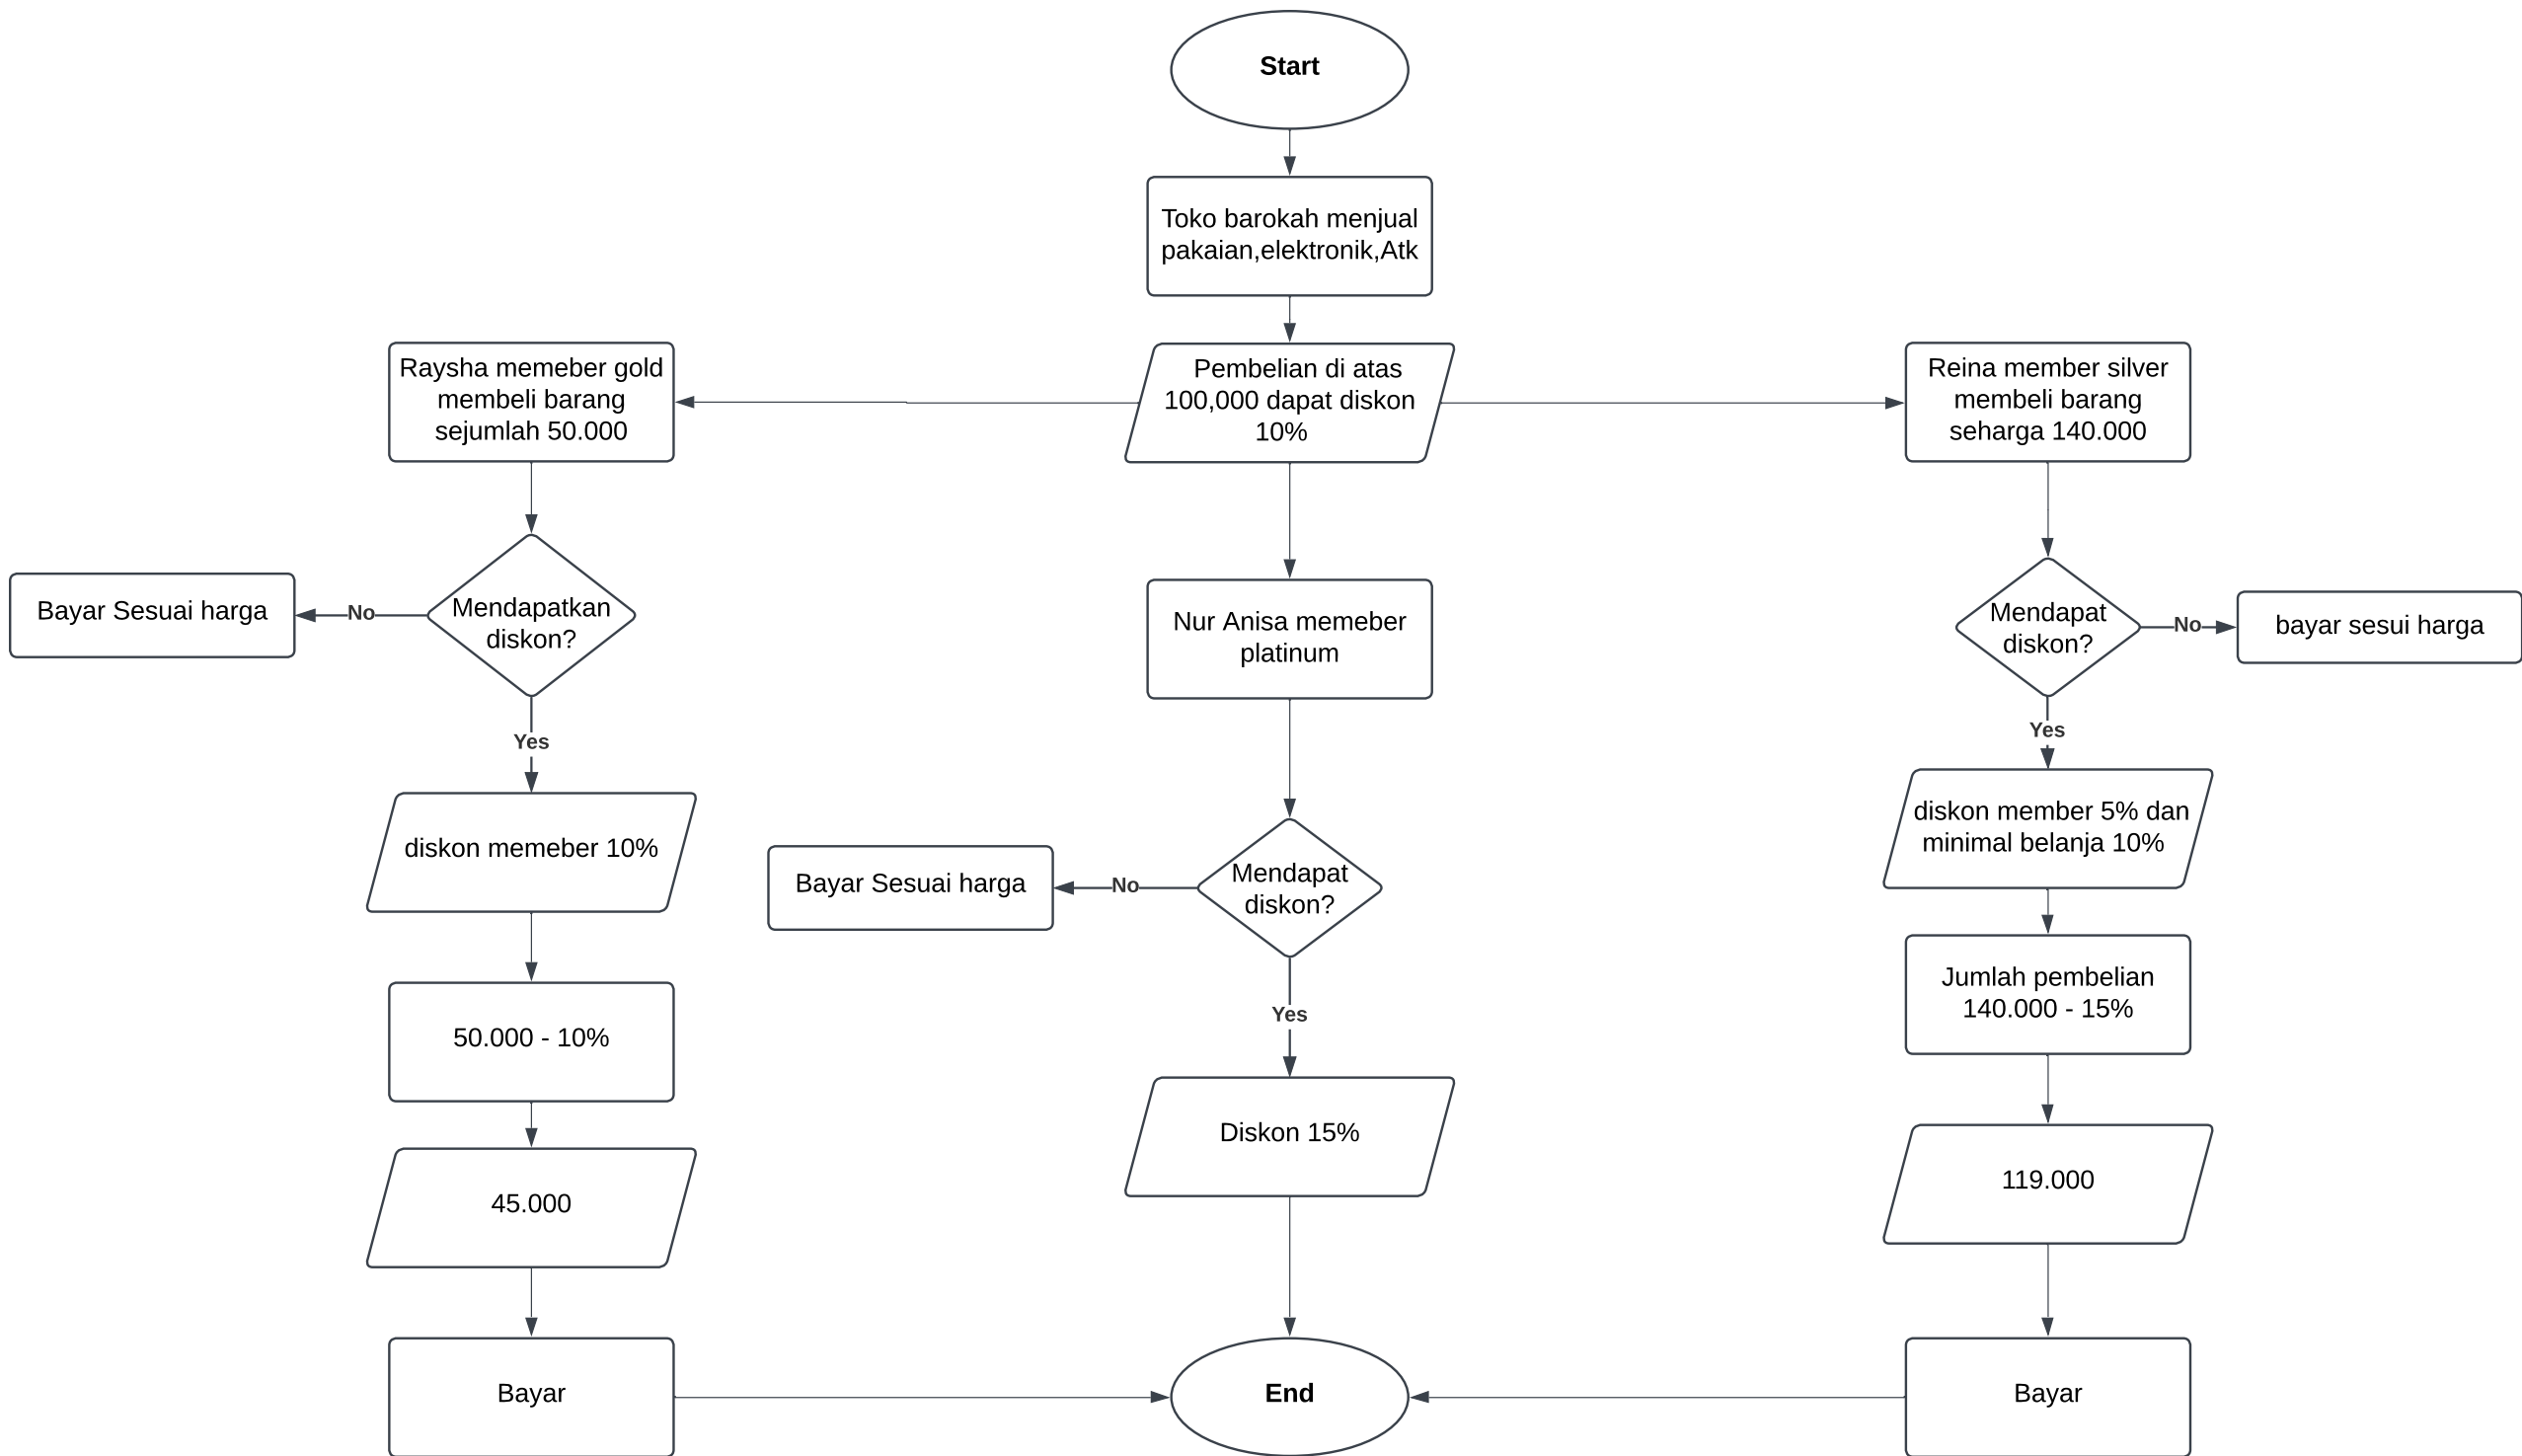 Start
Toko barokah menjual
pakaian,elektronik,Atk
Raysha memeber gold
membeli barang
sejumlah 50.000
Pembelian di atas
100,000 dapat diskon
10%
Reina member silver
membeli barang
seharga 140.000
Bayar Sesuai harga
No
Mendapatkan
diskon?
Yes
Nur Anisa memeber
platinum
Mendapat
diskon?
No
bayar sesui harga
Yes
diskon memeber 10%
diskon member 5% dan
minimal belanja 10%
Bayar Sesuai harga
No
Mendapat
diskon?
Yes
50.000 - 10%
Jumlah pembelian
140.000 - 15%
45.000
Diskon 15%
119.000
Bayar
End
Bayar